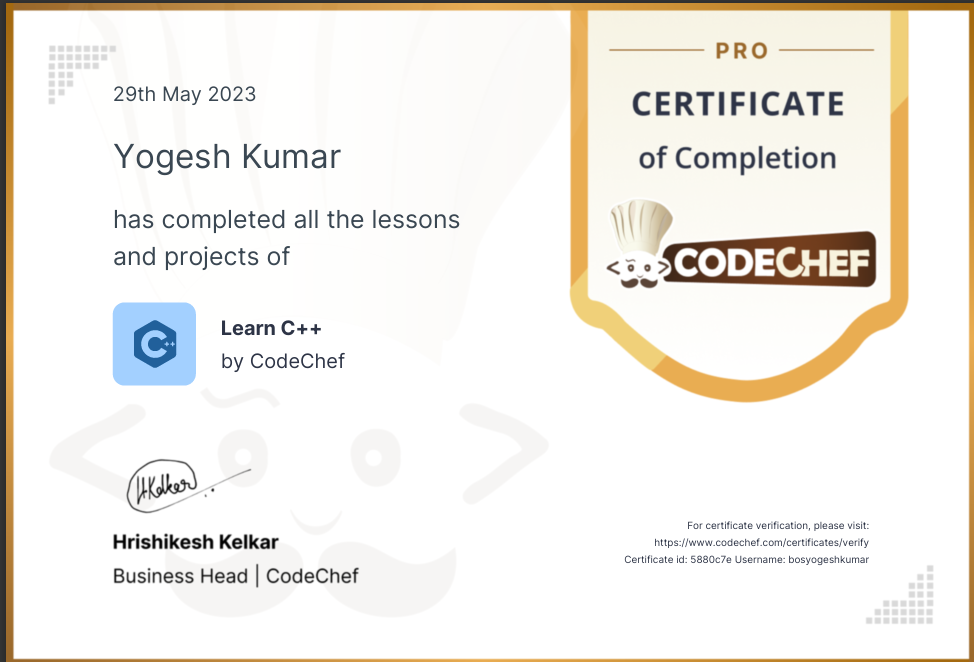 29th May 2023
Yogesh Kumar
has completed all the lessons
and projects of
C++
Learn C++
by CodeChef
H.Kelkar
Hrishikesh Kelkar
Business Head | CodeChef
PRO
CERTIFICATE
of Completion
CODECHEF
For certificate verification, please visit:
https://www.codechef.com/certificates/verify
Certificate id: 5880c7e Username: bosyogeshkumar